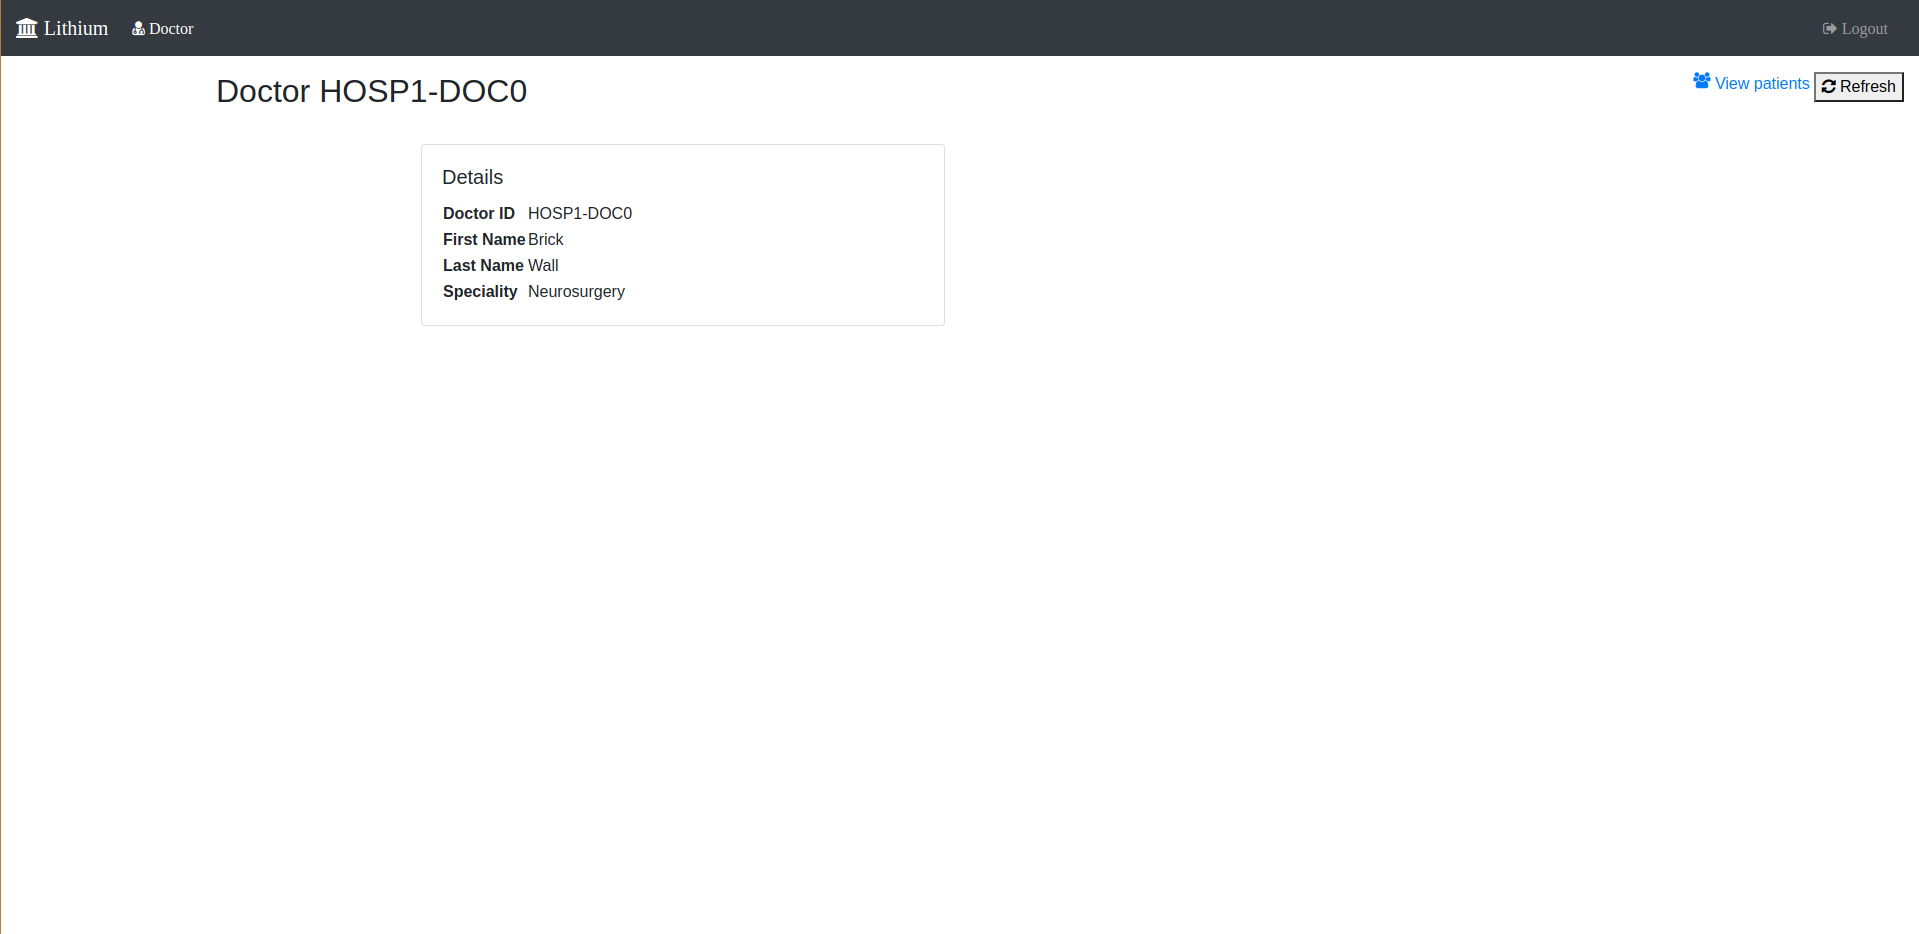 Lithium Doctor Logout
Doctor HOSP1-DOC0 View patients Refresh
Details
Doctor ID HOSP1-DOC0
First Name Brick
Last Name Wall
Speciality Neurosurgery